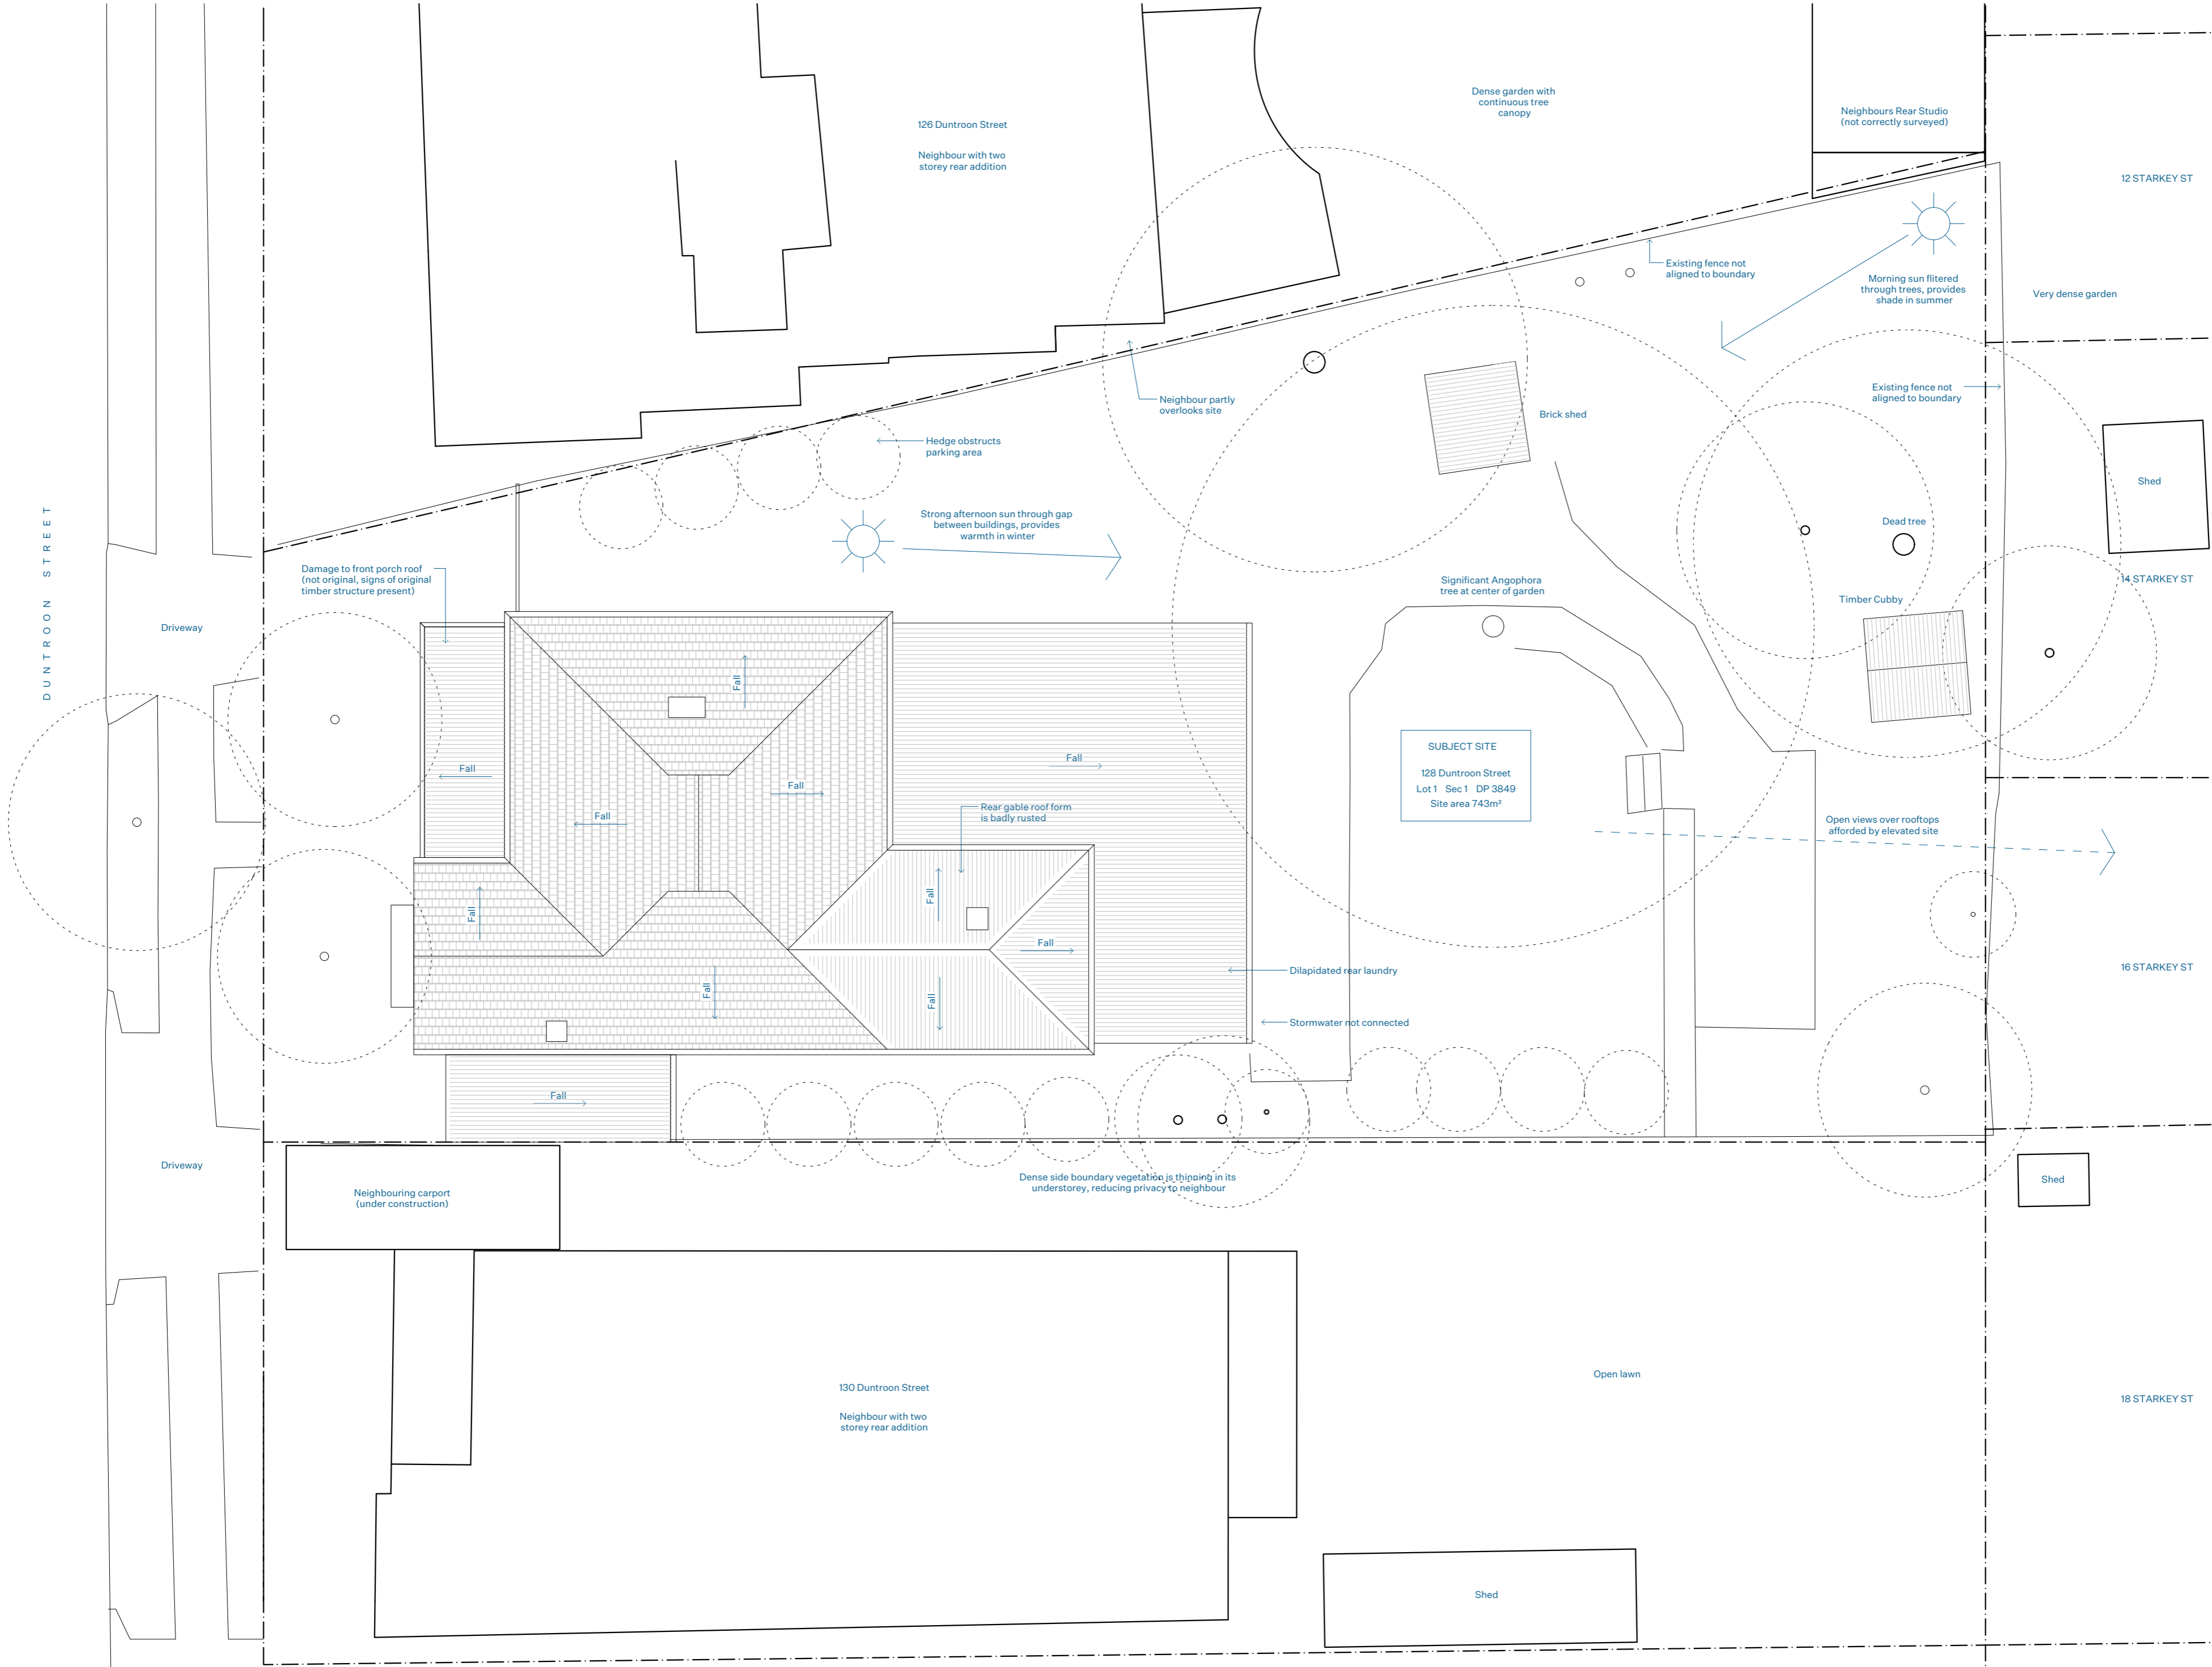 DUNTROON STREET
126 Duntroon Street
Neighbour with two
storey rear addition
Dense garden with
continuous tree
canopy
Neighbours Rear Studio
(not correctly surveyed)
12 STARKEY ST
Existing fence not
aligned to boundary
Morning sun flitered
through trees, provides
shade in summer
Very dense garden
Neighbour partly
overlooks site
Brick shed
Existing fence not
aligned to boundary
Hedge obstructs
parking area
Shed
Strong afternoon sun through gap
between buildings, provides
warmth in winter
Dead tree
Damage to front porch roof
(not original, signs of original
timber structure present)
Significant Angophora
tree at center of garden
14 STARKEY ST
Timber Cubby
Driveway
Fall
SUBJECT SITE
128 Duntroon Street
Lot 1 Sec 1 DP 3849
Site area 743m²
Fall
Fall
Fall
Fall
Rear gable roof form
is badly rusted
Open views over rooftops
afforded by elevated site
Fall
Fall
Fall
Fall
Fall
Dilapidated rear laundry
16 STARKEY ST
Stormwater not connected
Fall
Driveway
Dense side boundary vegetation is thinning in its
understorey, reducing privacy to neighbour
Neighbouring carport
(under construction)
Shed
130 Duntroon Street
Neighbour with two
storey rear addition
Open lawn
18 STARKEY ST
Shed